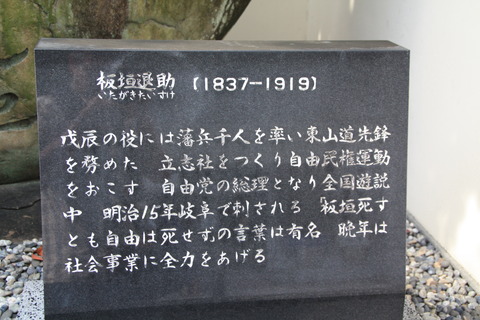 板垣退助 [1837-1919]
いたがきたいすけ
戊辰の役には藩兵千人を率い東山道先鋒
を務めた 立志社をつくり自由民権運動
をおこす 自由党の総理となり全国遊説
中 明治15年岐阜で刺される 「板垣死す
とも自由は死せず」の言葉は有名 晩年は
社会事業に全力をあげる